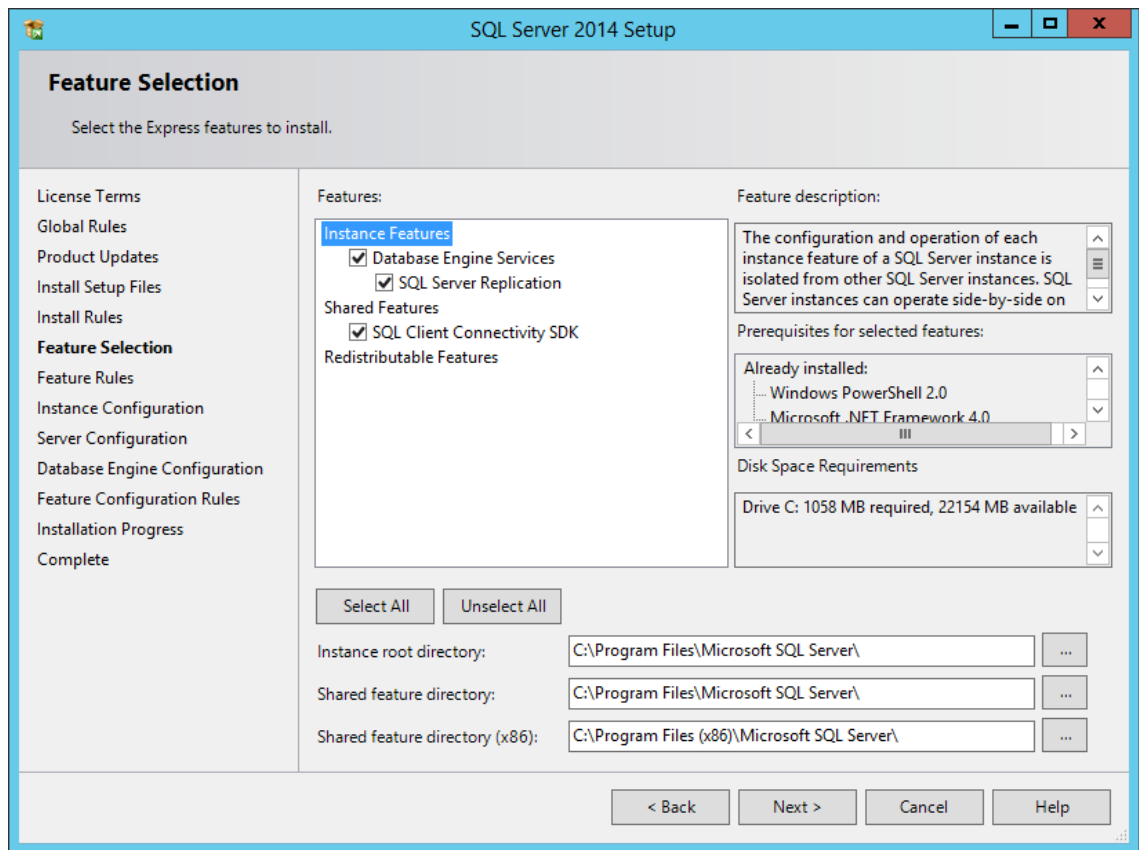 SQL Server 2014 Setup
Feature Selection
Select the Express features to install.
License Terms
Global Rules
Product Updates
Install Setup Files
Install Rules
Feature Selection
Feature Rules
Instance Configuration
Server Configuration
Database Engine Configuration
Feature Configuration Rules
Installation Progress
Complete
Features:
Instance Features
Database Engine Services
SQL Server Replication
Shared Features
SQL Client Connectivity SDK
Redistributable Features
Feature description:
The configuration and operation of each
instance feature of a SQL Server instance is
isolated from other SQL Server instances. SQL
Server instances can operate side-by-side on
Prerequisites for selected features:
Already installed:
Windows PowerShell 2.0
Microsoft .NET Framework 4.0
Disk Space Requirements
Drive C: 1058 MB required, 22154 MB available
Select All
Unselect All
Instance root directory:
C:\Program Files\Microsoft SQL Server\
...
Shared feature directory:
C:\Program Files\Microsoft SQL Server\
...
Shared feature directory (x86):
C:\Program Files (x86)\Microsoft SQL Server\
...
< Back
Next >
Cancel
Help